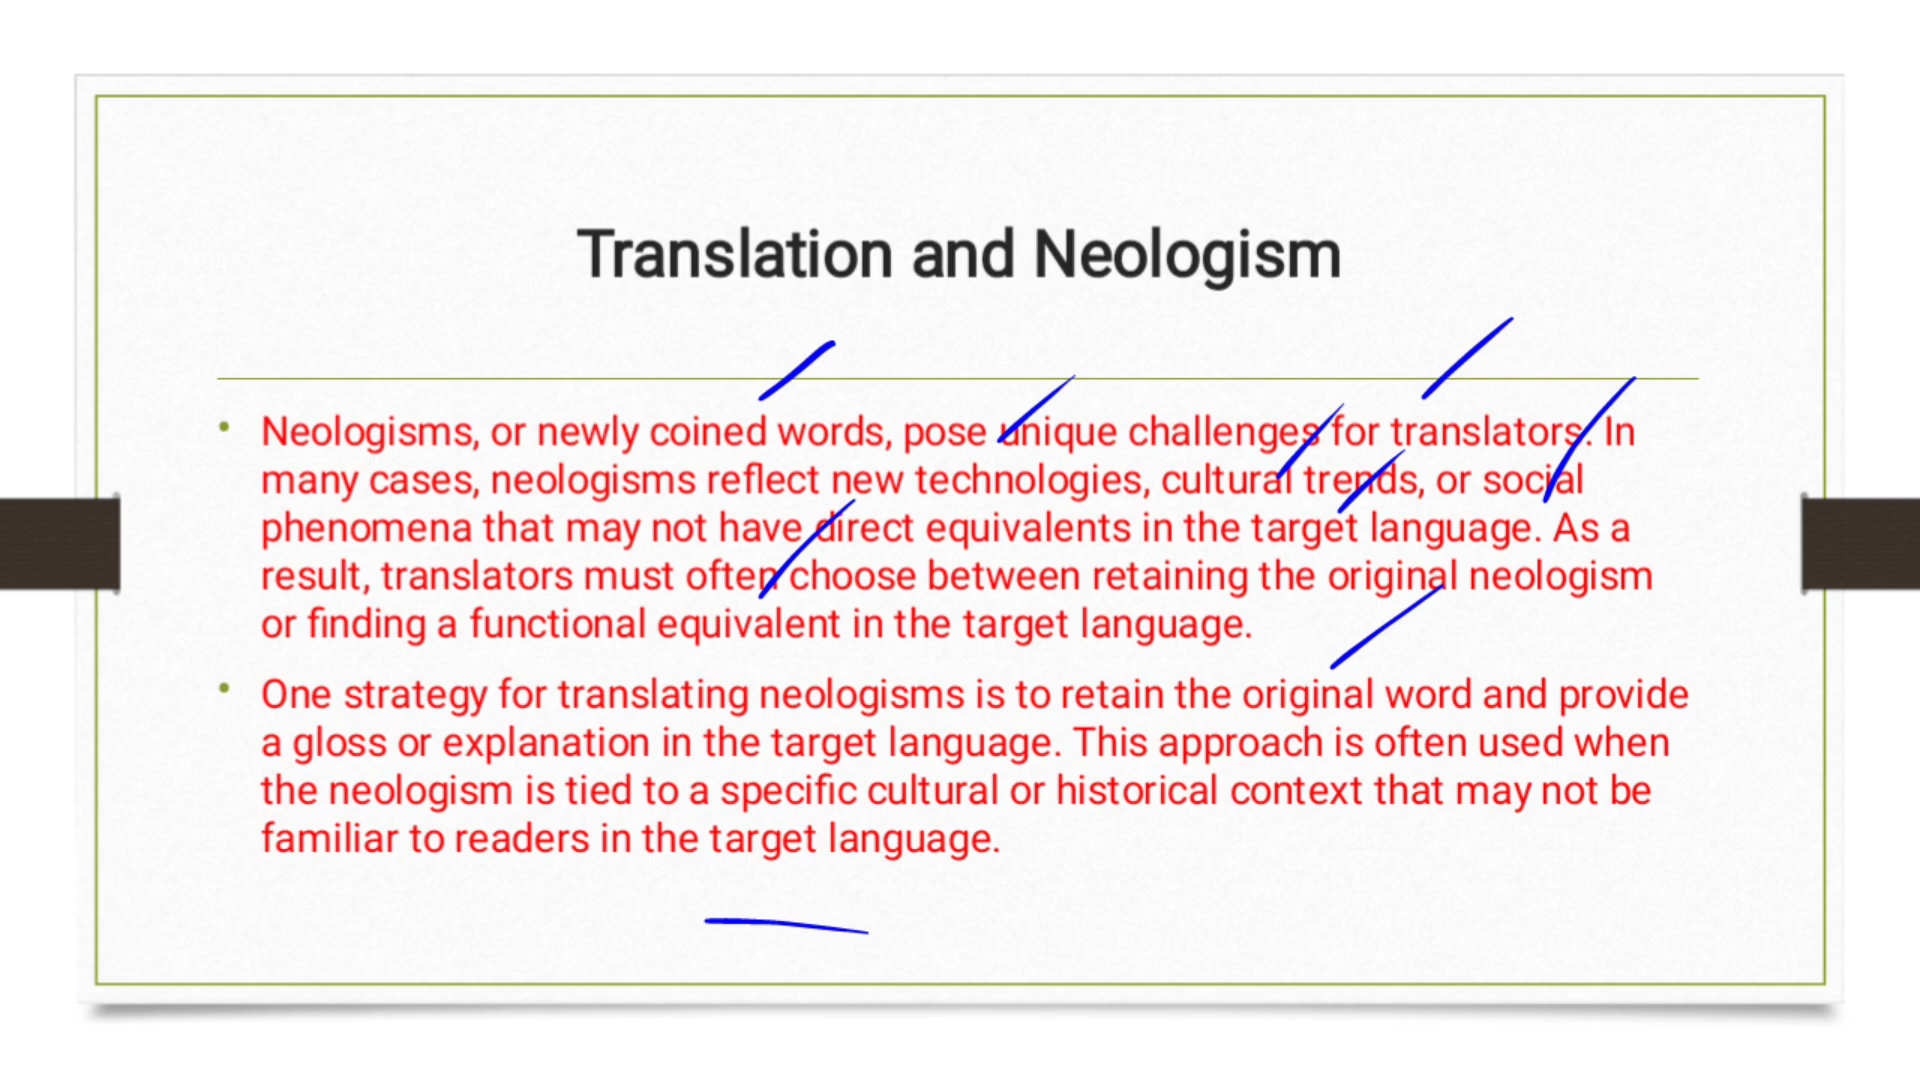 Translation and Neologism
• Neologisms, or newly coined words, pose unique challenges for translators. In
many cases, neologisms reflect new technologies, cultural trends, or social
phenomena that may not have direct equivalents in the target language. As a
result, translators must often choose between retaining the original neologism
or finding a functional equivalent in the target language.
• One strategy for translating neologisms is to retain the original word and provide
a gloss or explanation in the target language. This approach is often used when
the neologism is tied to a specific cultural or historical context that may not be
familiar to readers in the target language.